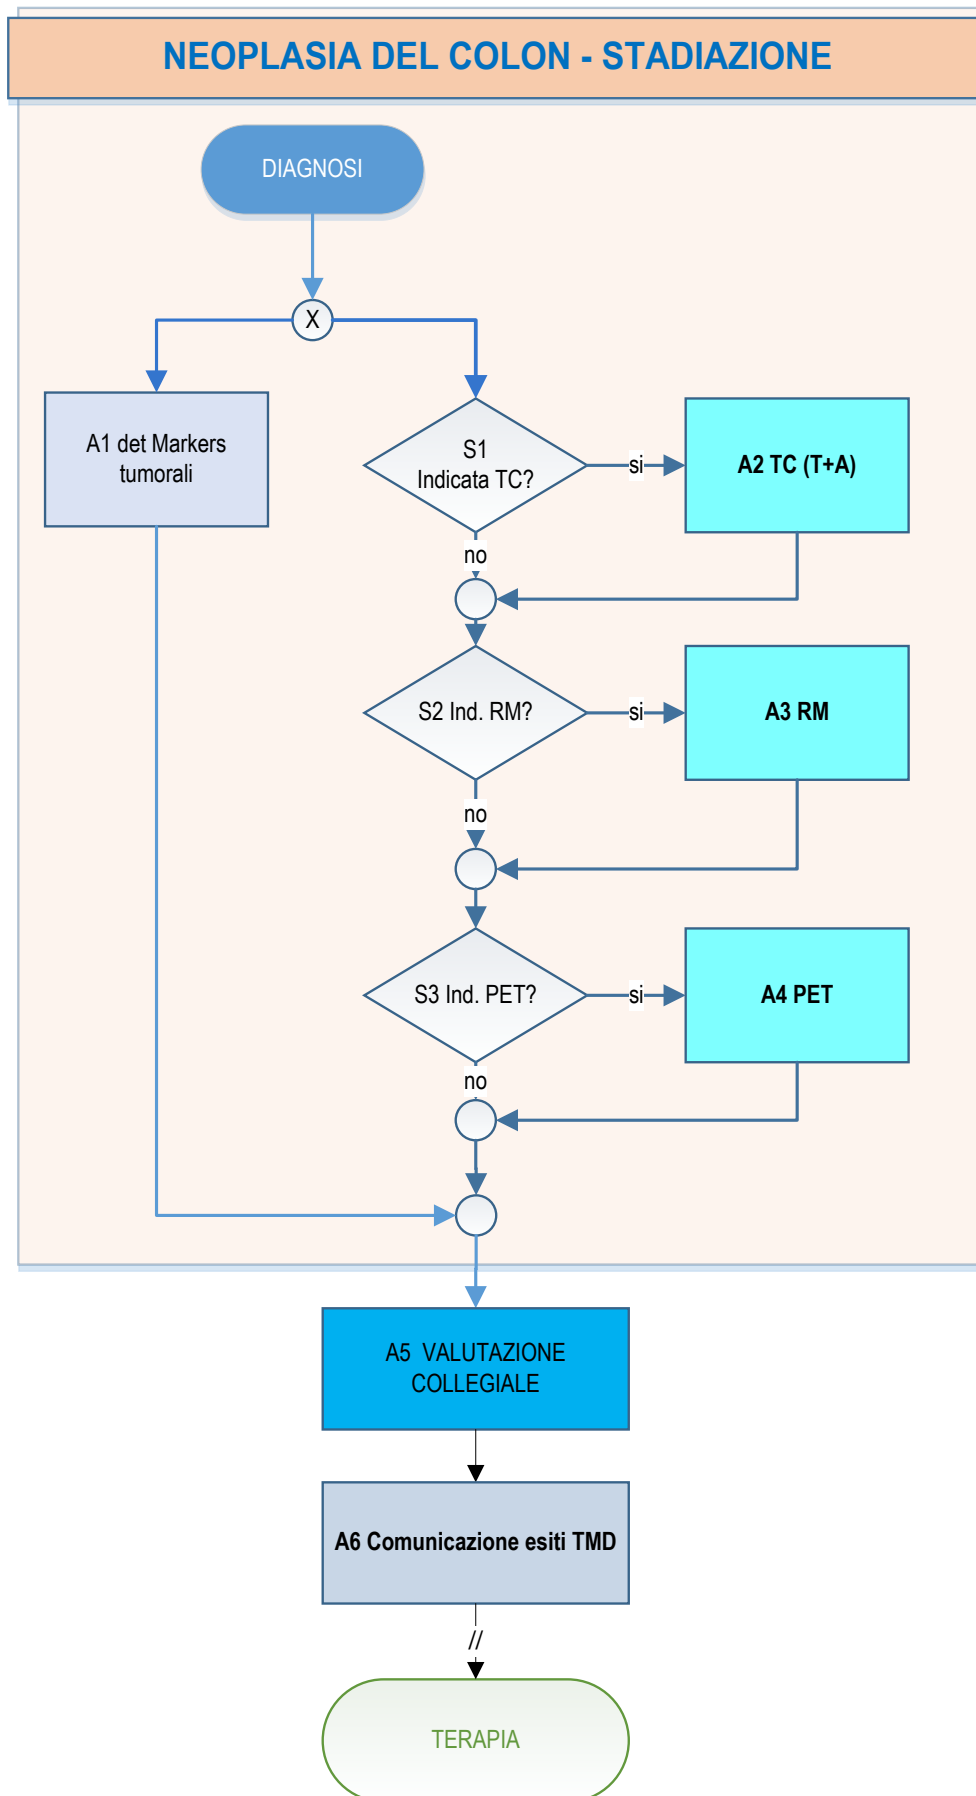 NEOPLASIA DEL COLON - STADIAZIONE
DIAGNOSI
X
A1 det Markers
tumorali
S1
Indicata TC?
si
A2 TC (T+A)
no
S2 Ind. RM?
si
A3 RM
no
S3 Ind. PET?
si
A4 PET
no
A5 VALUTAZIONE
COLLEGIALE
A6 Comunicazione esiti TMD
//
TERAPIA